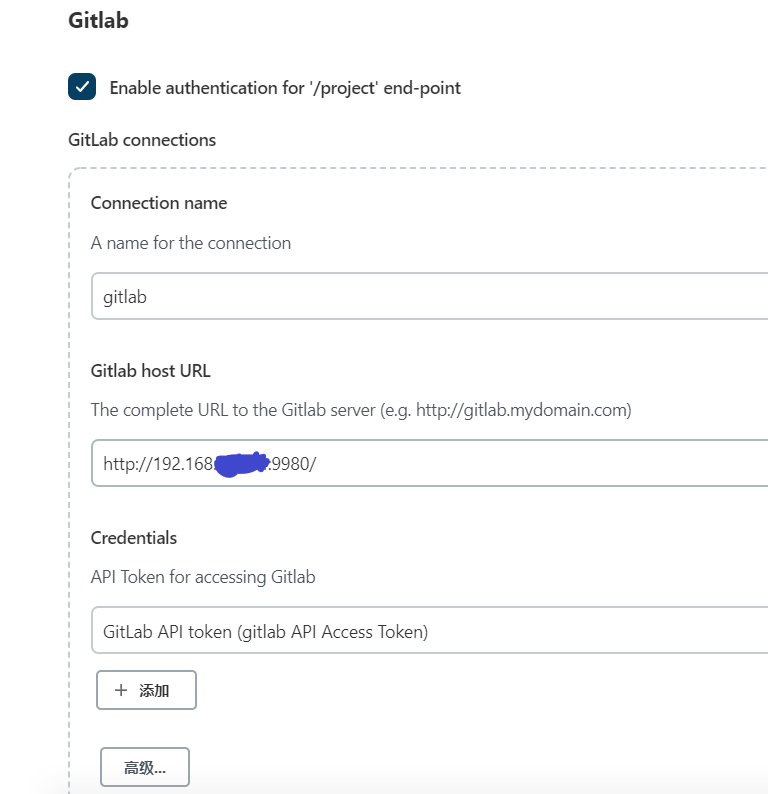 Gitlab
Enable authentication for '/project' end-point
GitLab connections
Connection name
A name for the connection
gitlab
Gitlab host URL
The complete URL to the Gitlab server (e.g. http://gitlab.mydomain.com)
http://192.168. :9980/
Credentials
API Token for accessing Gitlab
GitLab API token (gitlab API Access Token)
添加
高级...